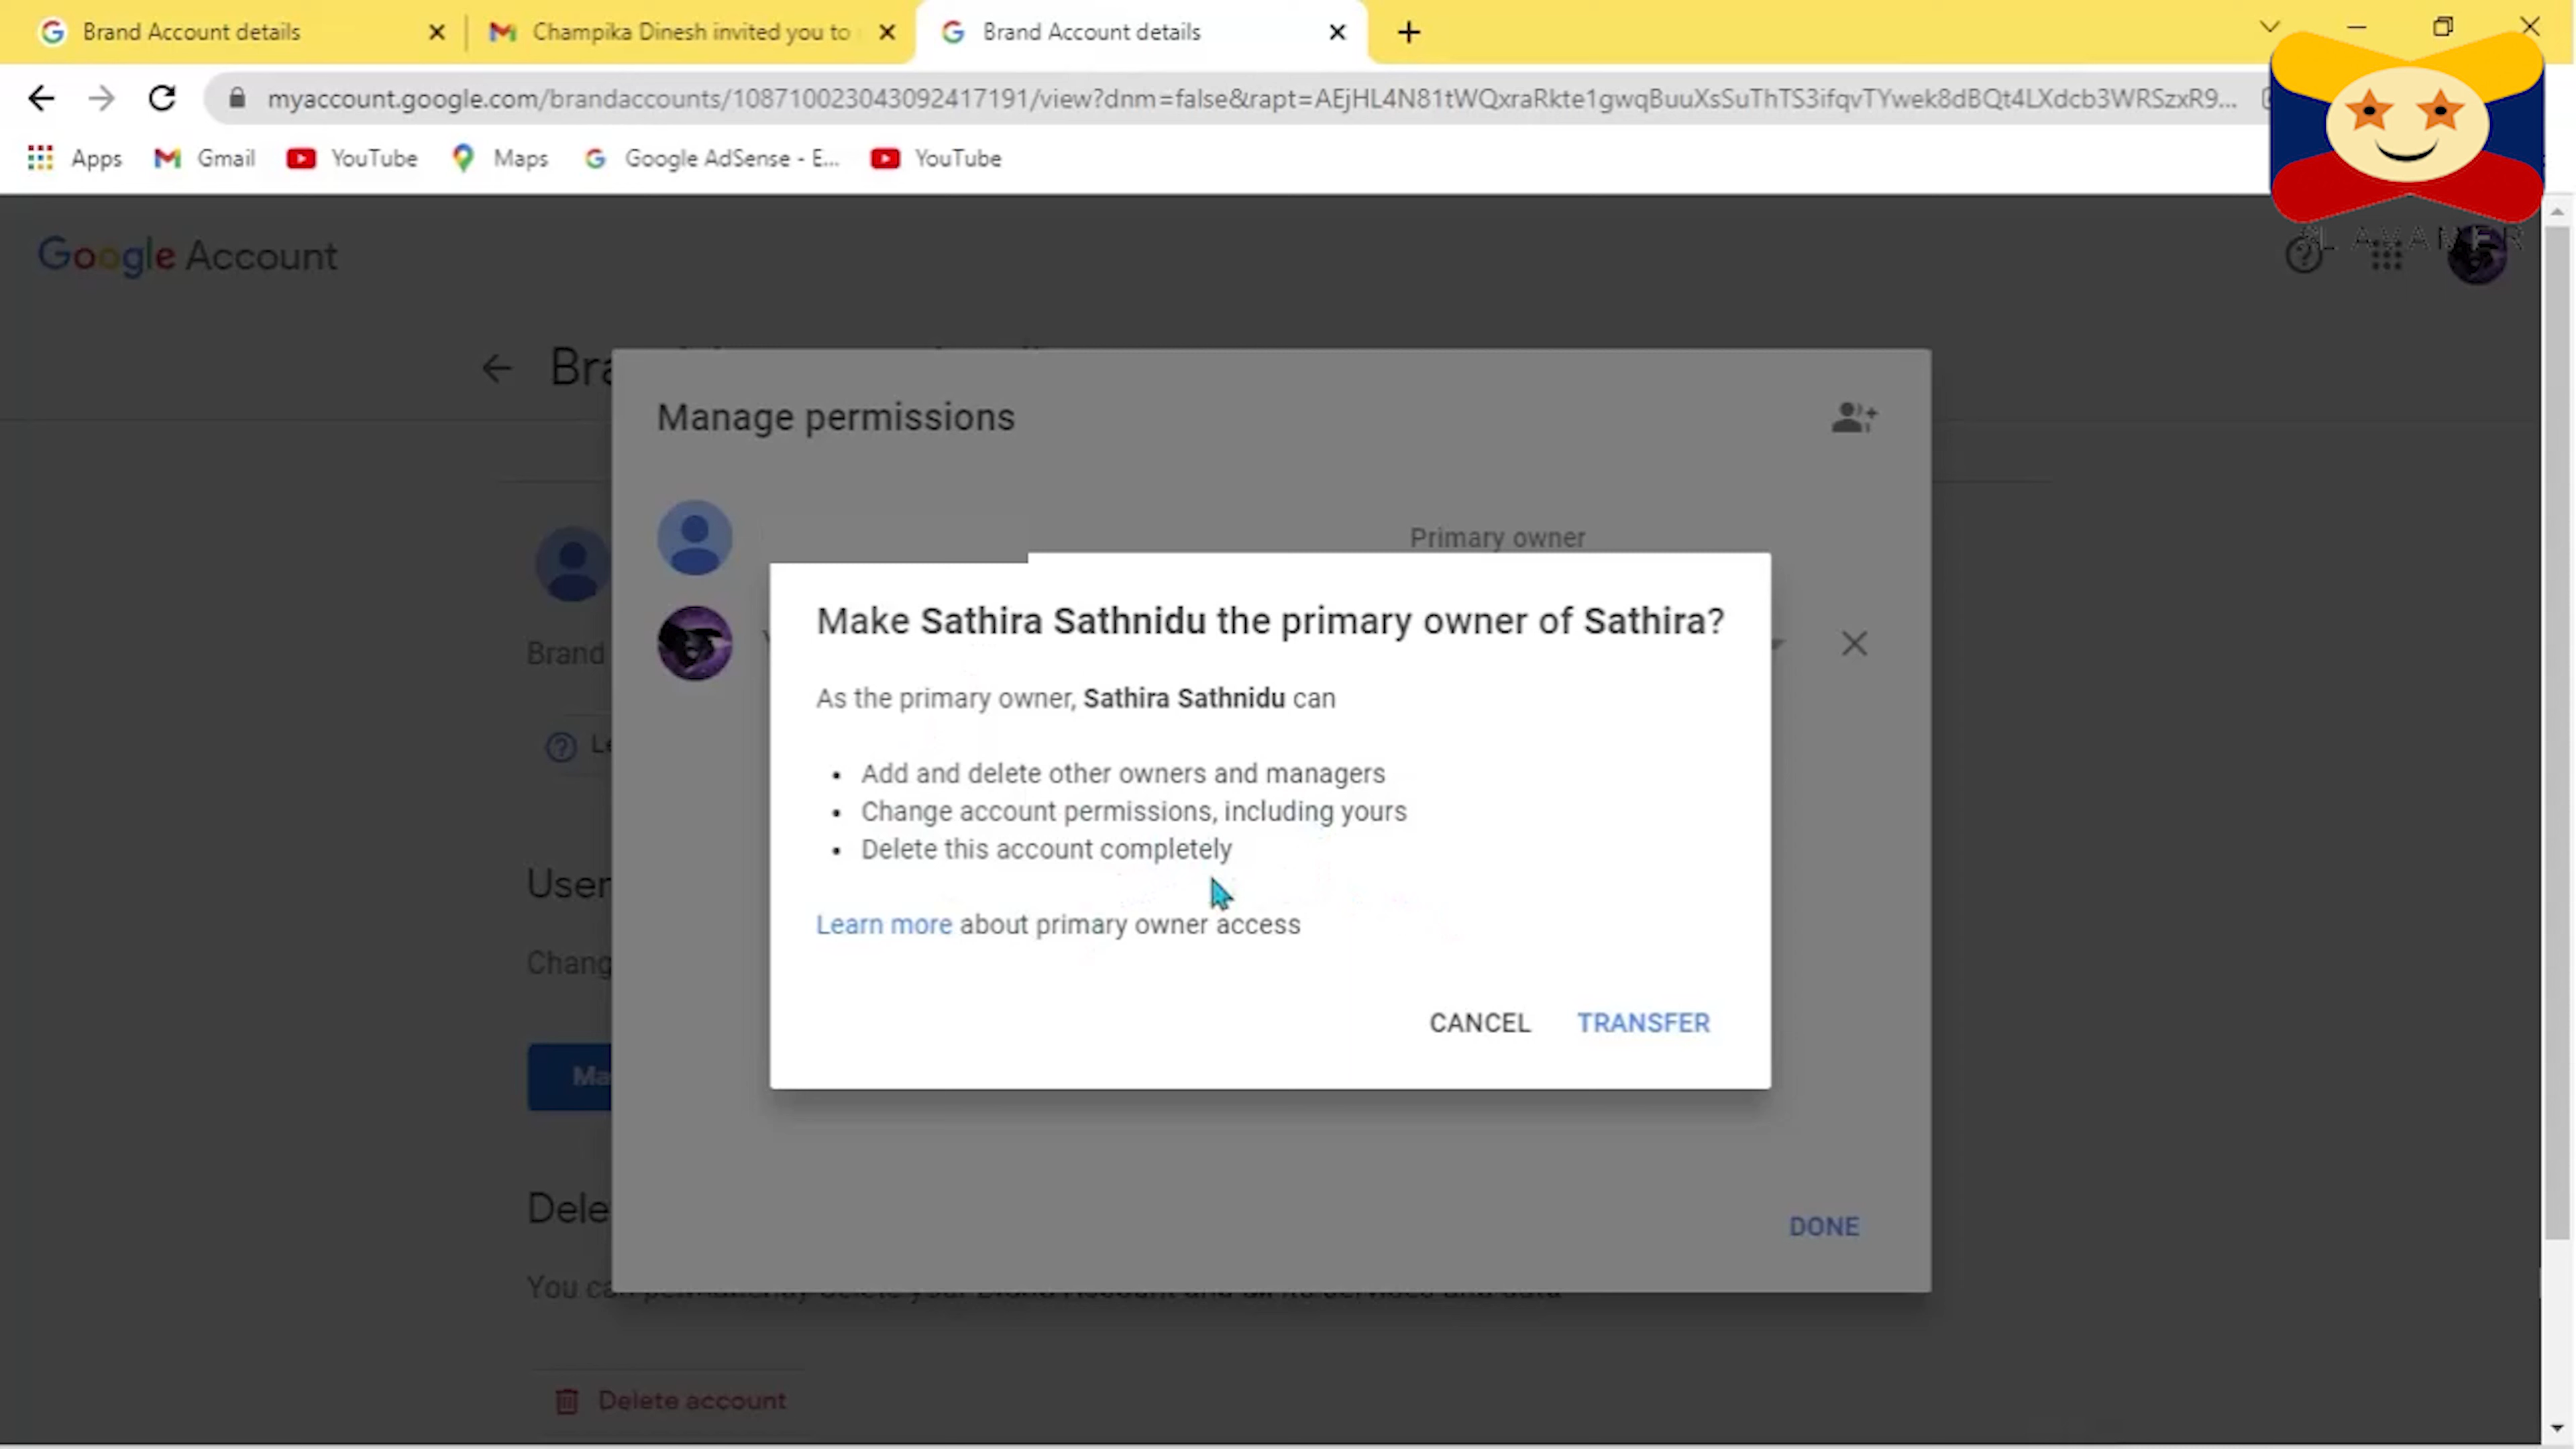 Brand Account details
Champika Dinesh invited you to
Brand Account details
myaccount.google.com/brandaccounts/108710023043092417191/view?dnm=false&rapt=AEjHL4N81tWQxraRkte1gwqBuuXsSuThTS3ifqvTYwek8dBQt4LXdcb3WRSzxR9...
Apps
Gmail
YouTube
Maps
Google AdSense - E...
YouTube
Google Account
Manage permissions
Primary owner
Brand
Make Sathira Sathnidu the primary owner of Sathira?
As the primary owner, Sathira Sathnidu can
• Add and delete other owners and managers
• Change account permissions, including yours
• Delete this account completely
Learn more about primary owner access
CANCEL
TRANSFER
User
DONE
Delete account